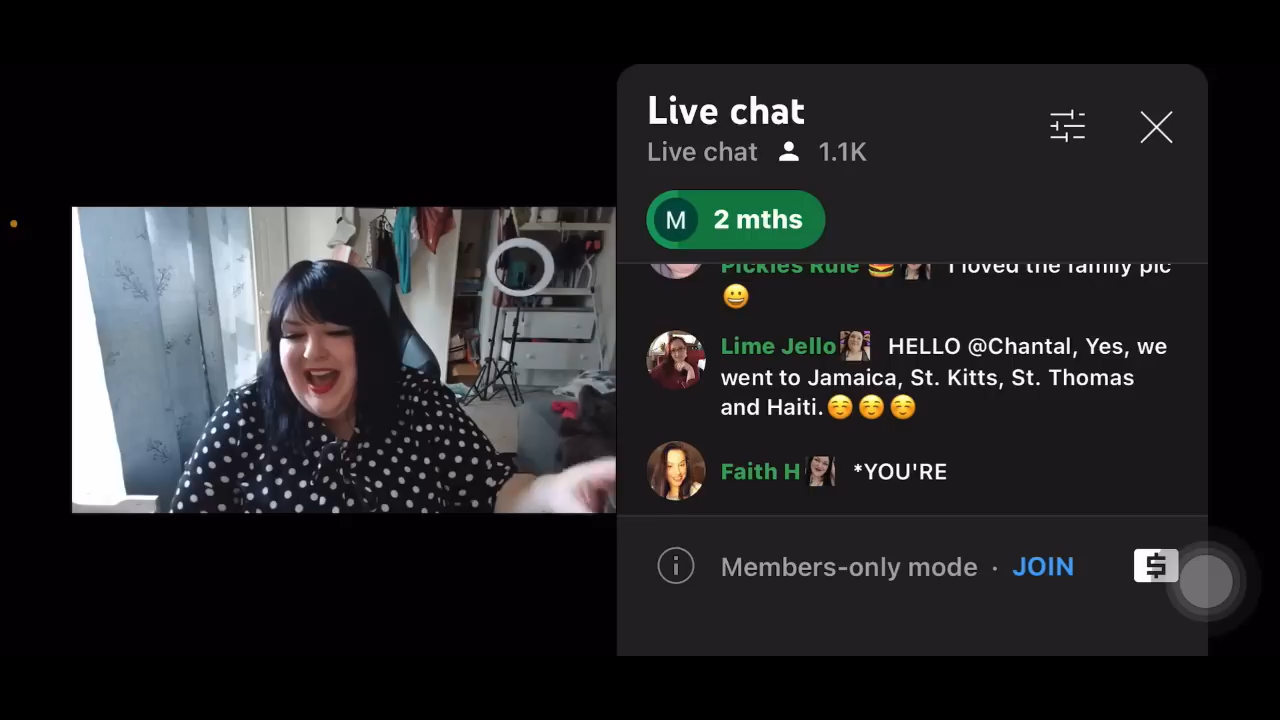 Live chat
Live chat 1.1K
M 2 mths
Pickles Rule 🍔 I loved the family pic
😀
Lime Jello HELLO @Chantal, Yes, we
went to Jamaica, St. Kitts, St. Thomas
and Haiti.☺️☺️☺️
Faith H *YOU'RE
Members-only mode · JOIN